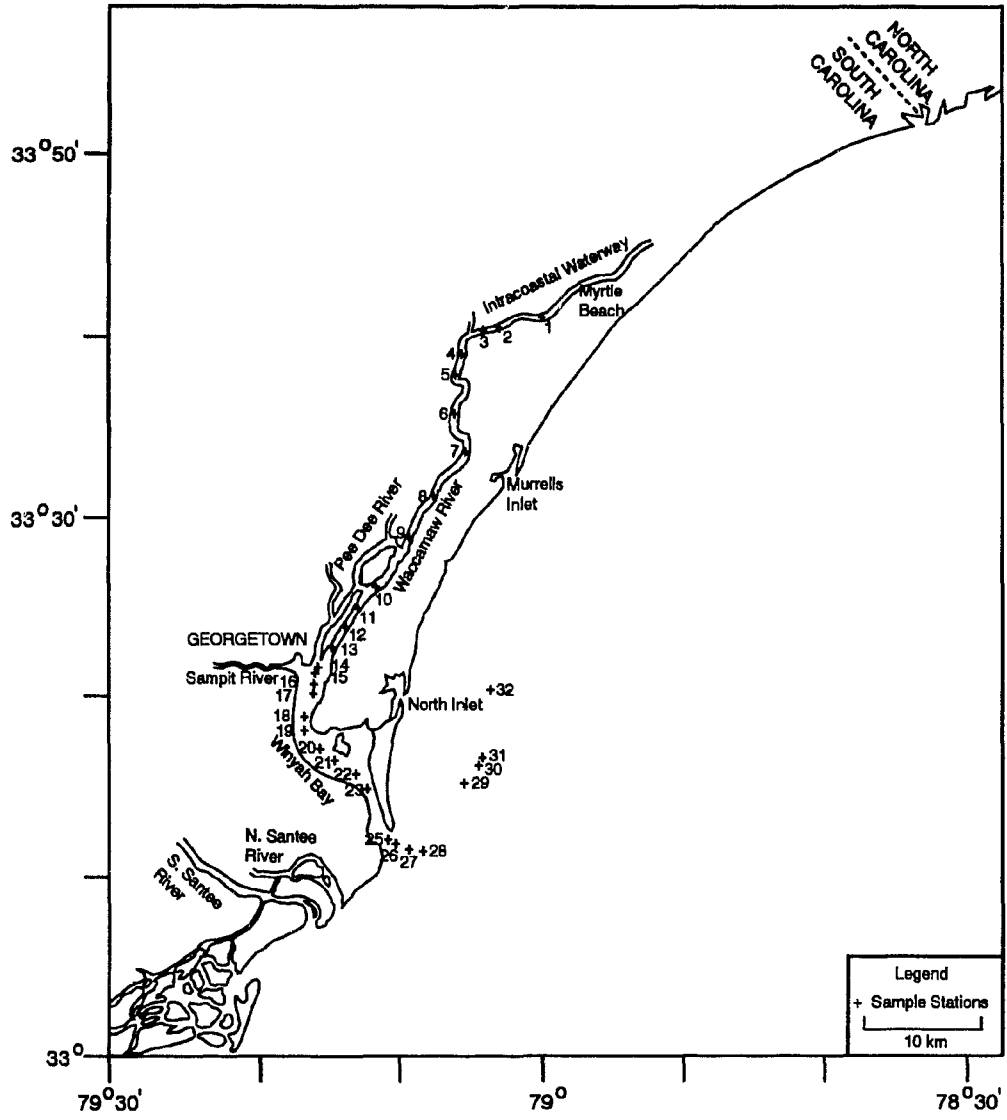 NORTH
CAROLINA
SOUTH
CAROLINA
33°50'
Intracoastal Waterway
Myrtle
Beach
1
2
3
4
5
6
7
Murrells
Inlet
8
Pee Dee River
33°30'
9
Waccamaw River
10
11
12
GEORGETOWN
13
14
Sampit River
15
16
17
32
North Inlet
18
19
20
31
21
30
Winyah Bay
22
29
23
N. Santee
River
25
26
27
28
S. Santee
River
Legend
+ Sample Stations
10 km
33°
79°30'
79°
78°30'